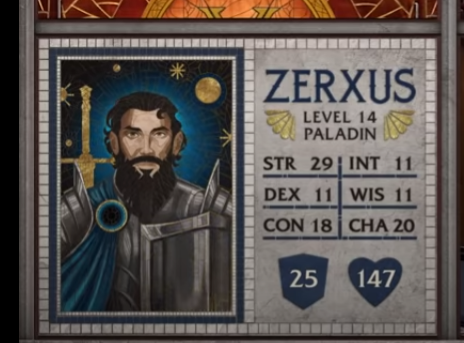 ZERXUS
LEVEL 14
PALADIN
STR 29 INT 11
DEX 11 WIS 11
CON 18 CHA 20
25 147